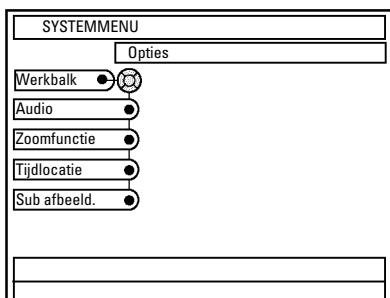 SYSTEMMENU
Opties
Werkbalk
Audio
Zoomfunctie
Tijdlocatie
Sub afbeeld.